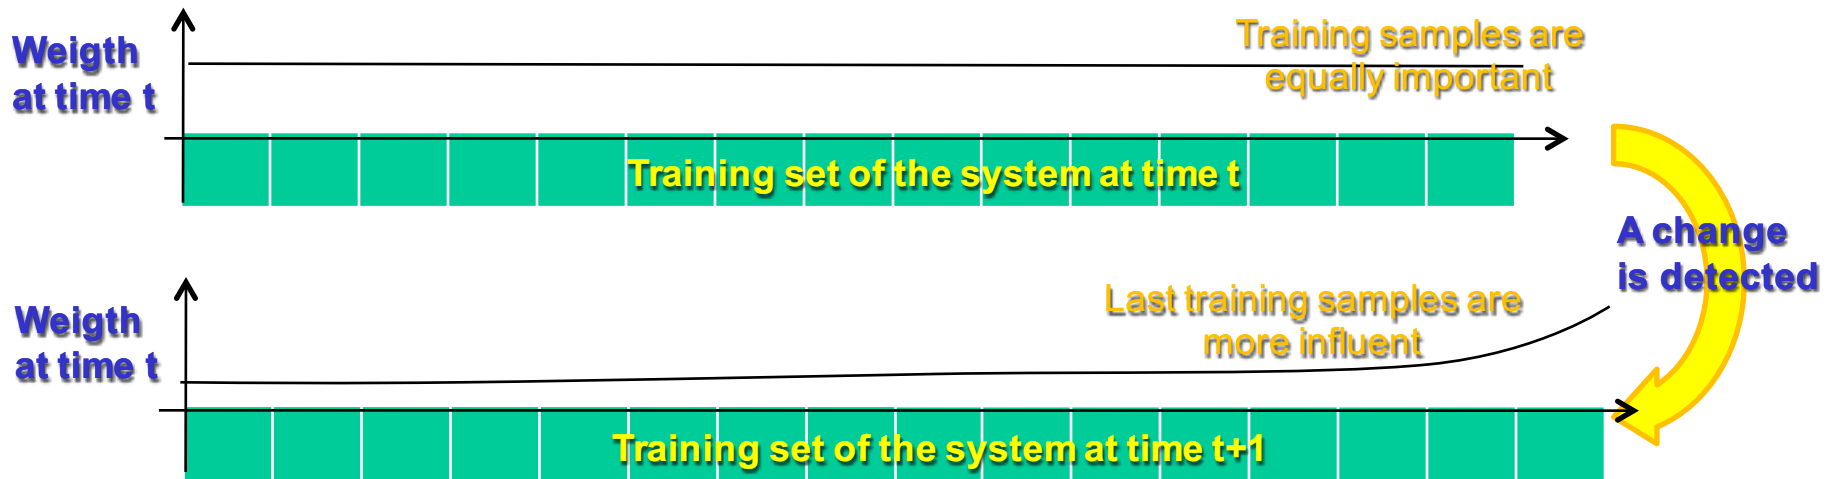 Weigth
at time t
Training samples are
equally important
Training set of the system at time t
A change
is detected
Weigth
at time t
Last training samples are
more influent
Training set of the system at time t+1